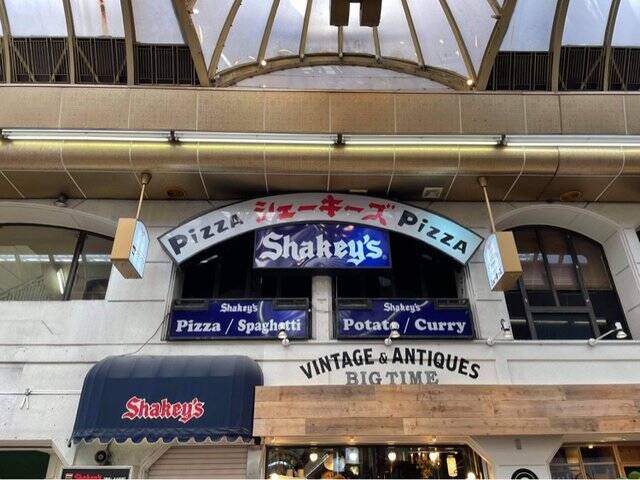 Pizza シェーキーズ Pizza
Shakey's
Shakey's
Pizza / Spaghetti
Shakey's
Potato / Curry
VINTAGE & ANTIQUES
BIG TIME
Shakey's
Shakey's